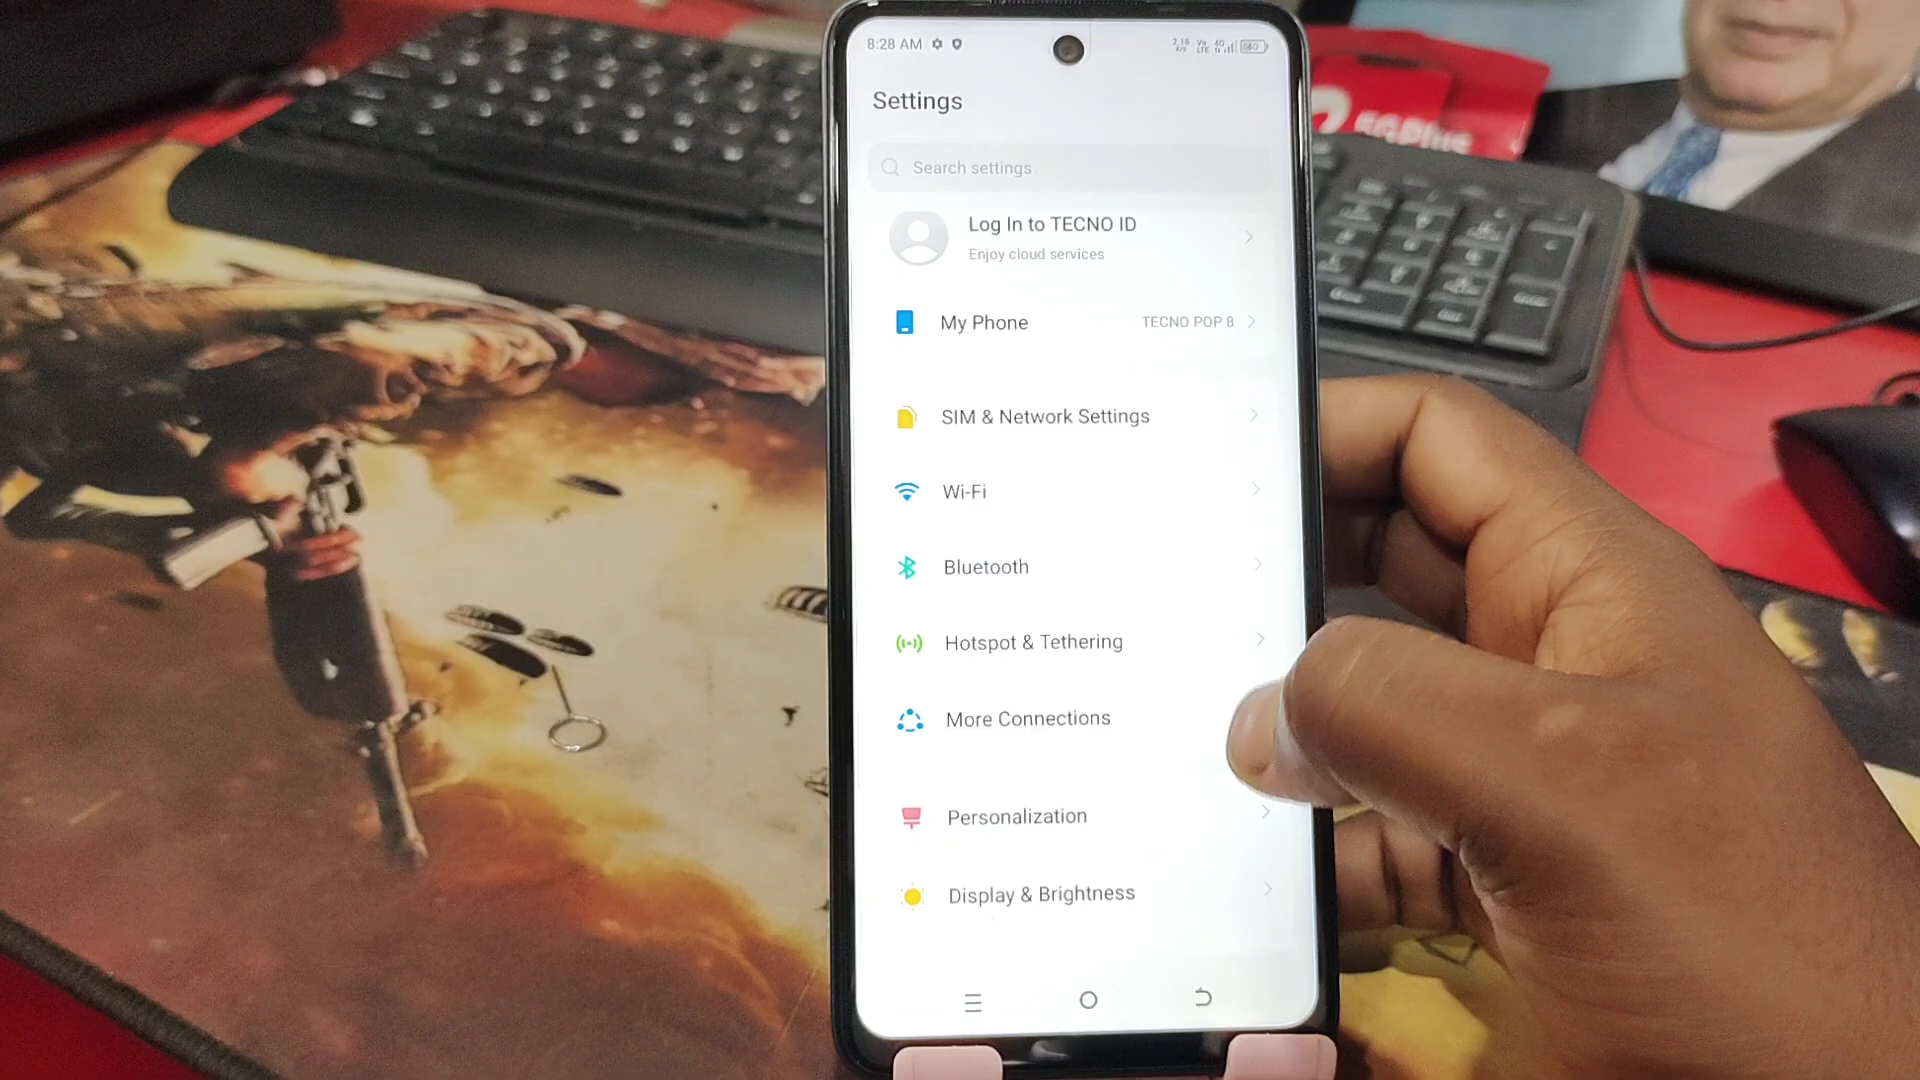 8:28 AM
Settings
Search settings
Log In to TECNO ID
Enjoy cloud services
My Phone TECNO POP 8
SIM & Network Settings
Wi-Fi
Bluetooth
Hotspot & Tethering
More Connections
Personalization
Display & Brightness
5GPlus